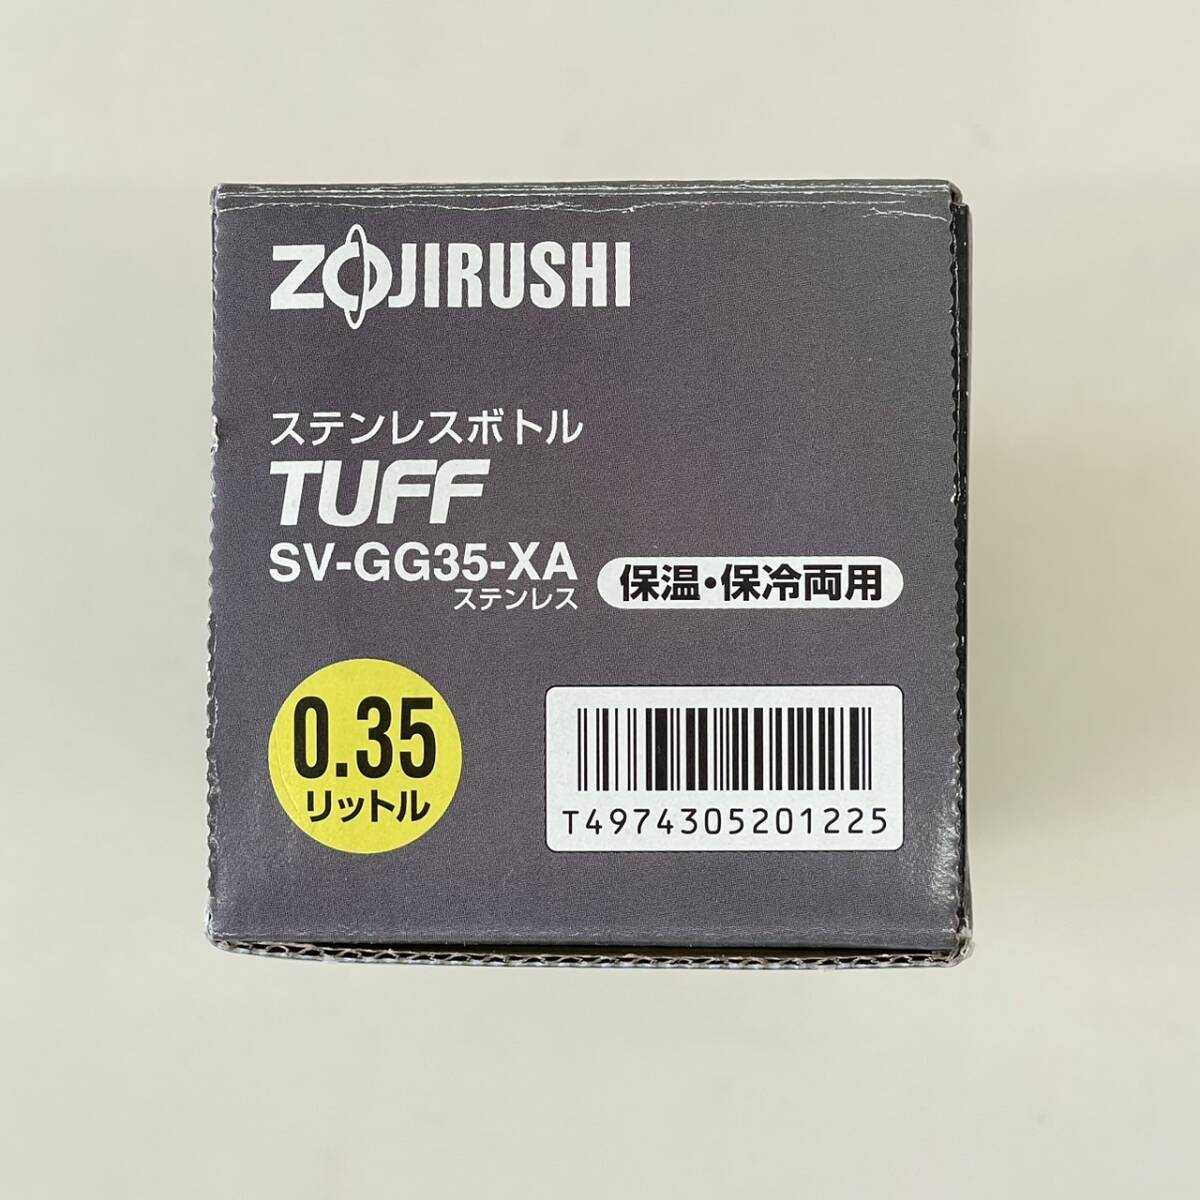 ZOJIRUSHI
ステンレスボトル
TUFF
SV-GG35-XA
ステンレス
保温・保冷両用
0.35
リットル
T4974305201225